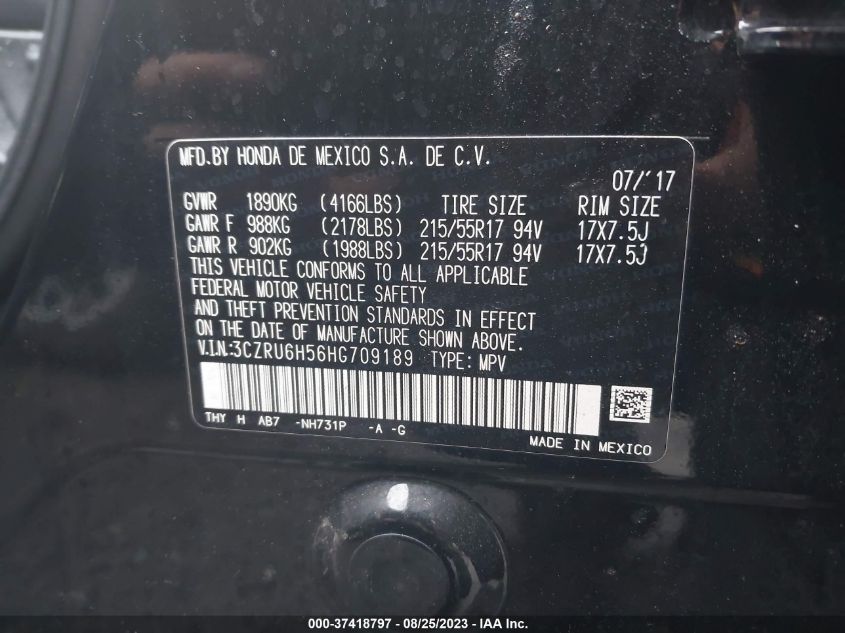 MFD.BY HONDA DE MEXICO S.A. DE C.V.
07/'17
GVWR 1890KG (4166LBS) TIRE SIZE RIM SIZE
GAWR F 988KG (2178LBS) 215/55R17 94V 17X7.5J
GAWR R 902KG (1988LBS) 215/55R17 94V 17X7.5J
THIS VEHICLE CONFORMS TO ALL APPLICABLE
FEDERAL MOTOR VEHICLE SAFETY
AND THEFT PREVENTION STANDARDS IN EFFECT
ON THE DATE OF MANUFACTURE SHOWN ABOVE.
V.I.N:3CZRU6H56HG709189 TYPE: MPV
THY H AB7 -NH731P -A -G
MADE IN MEXICO
000-37418797 - 08/25/2023 - IAA Inc.